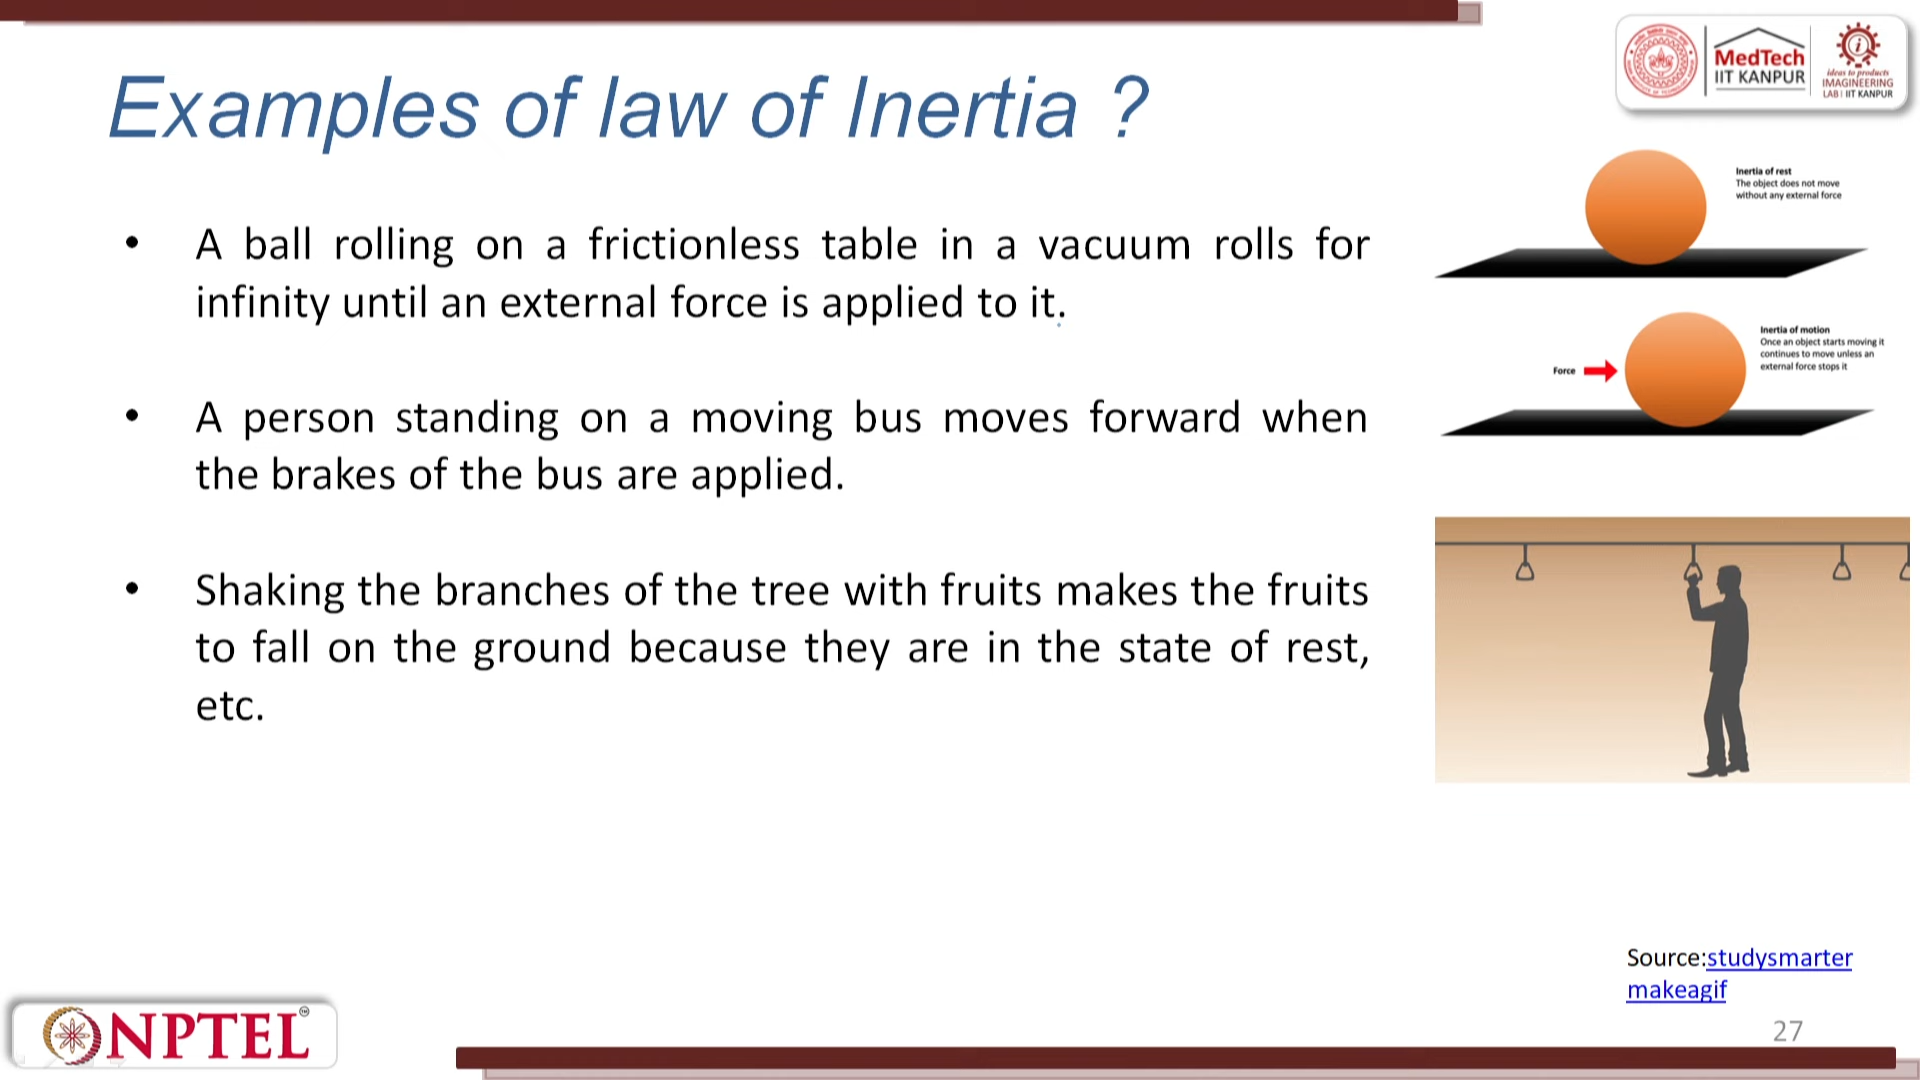 Examples of law of Inertia ?
MedTech
IIT KANPUR
ideas to products
IMAGINEERING
LAB | IIT KANPUR
• A ball rolling on a frictionless table in a vacuum rolls for
infinity until an external force is applied to it.
• A person standing on a moving bus moves forward when
the brakes of the bus are applied.
• Shaking the branches of the tree with fruits makes the fruits
to fall on the ground because they are in the state of rest,
etc.
Inertia of rest
The object does not move
without any external force
Force
Inertia of motion
Once an object starts moving it
continues to move unless an
external force stops it
Source:studysmarter
makeagif
27
NPTEL™